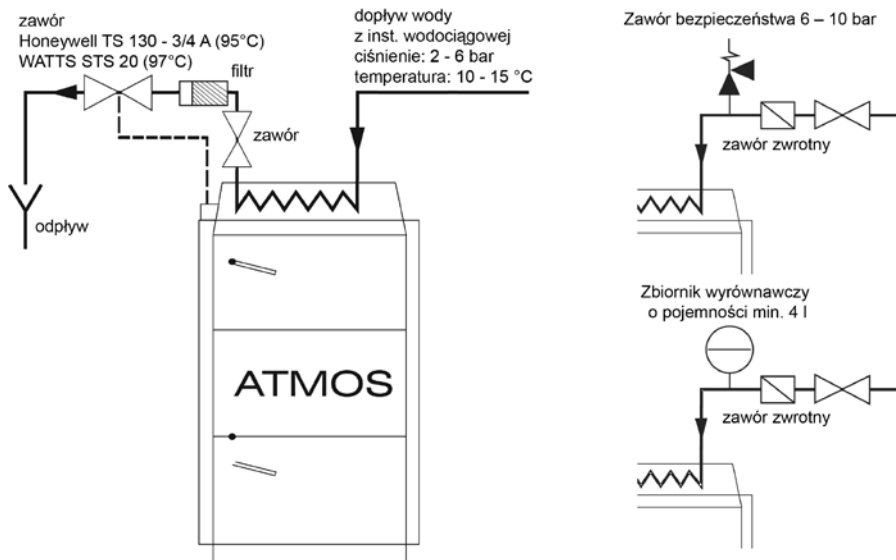 zawór
Honeywell TS 130 - 3/4 A (95°C)
WATTS STS 20 (97°C)
filtr
zawór
odpływ
dopływ wody
z inst. wodociągowej
ciśnienie: 2 - 6 bar
temperatura: 10 - 15 °C
ATMOS
Zawór bezpieczeństwa 6 – 10 bar
zawór zwrotny
Zbiornik wyrównawczy
o pojemności min. 4 l
zawór zwrotny